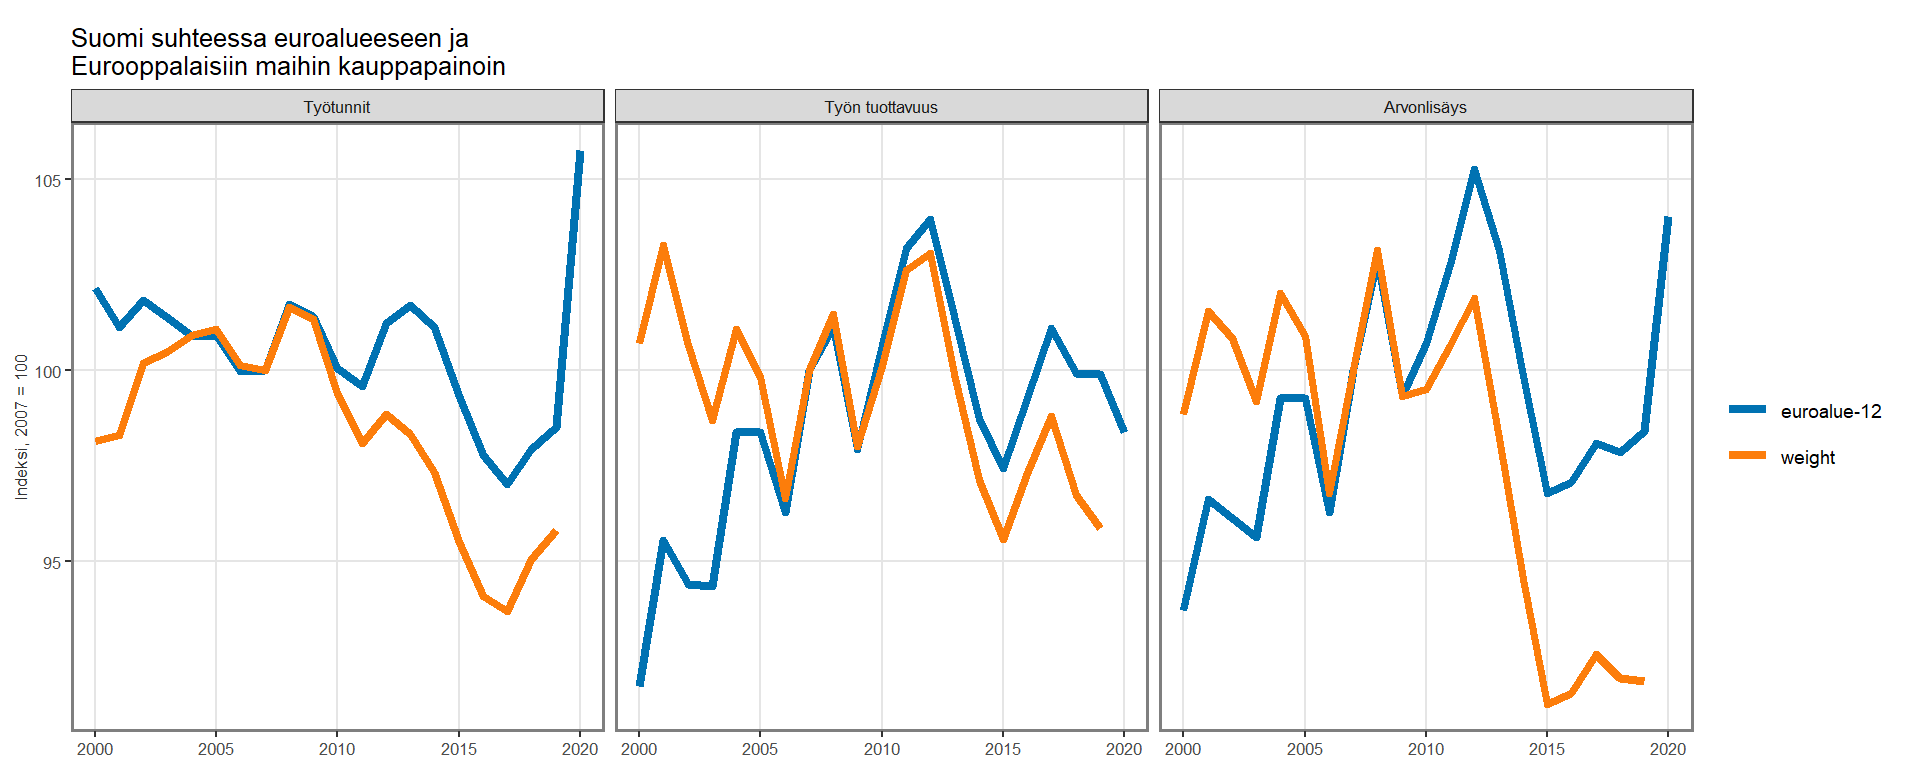 Suomi suhteessa euroalueeseen ja
Eurooppalaisiin maihin kauppapainoin
Työtunnit
Työn tuottavuus
Arvonlisäys
Indeksi, 2007 = 100
105
100
95
2000 2005 2010 2015 2020
2000 2005 2010 2015 2020
2000 2005 2010 2015 2020
euroalue-12
weight